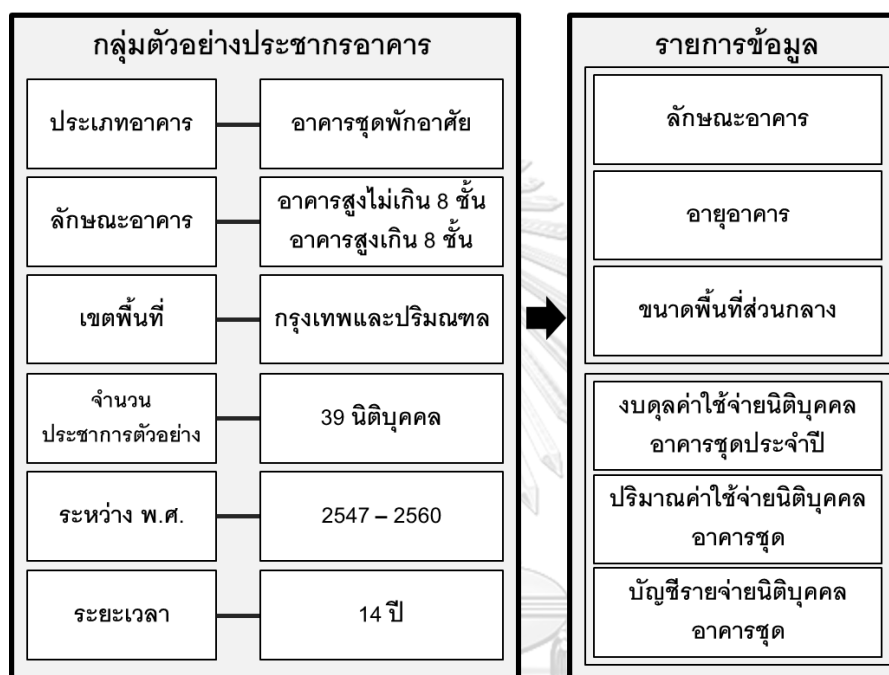 กลุ่มตัวอย่างประชากรอาคาร
ประเภทอาคาร
อาคารชุดพักอาศัย
ลักษณะอาคาร
อาคารสูงไม่เกิน 8 ชั้น
อาคารสูงเกิน 8 ชั้น
เขตพื้นที่
กรุงเทพและปริมณฑล
จำนวน
ประชาการตัวอย่าง
39 นิติบุคคล
ระหว่าง พ.ศ.
2547 – 2560
ระยะเวลา
14 ปี
รายการข้อมูล
ลักษณะอาคาร
อายุอาคาร
ขนาดพื้นที่ส่วนกลาง
งบดุลค่าใช้จ่ายนิติบุคคล
อาคารชุดประจำปี
ปริมาณค่าใช้จ่ายนิติบุคคล
อาคารชุด
บัญชีรายจ่ายนิติบุคคล
อาคารชุด